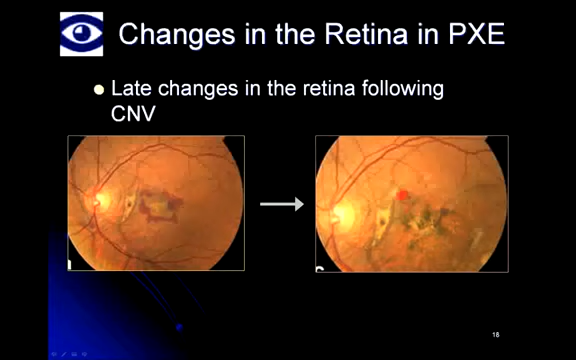 Changes in the Retina in PXE
Late changes in the retina following
CNV
18